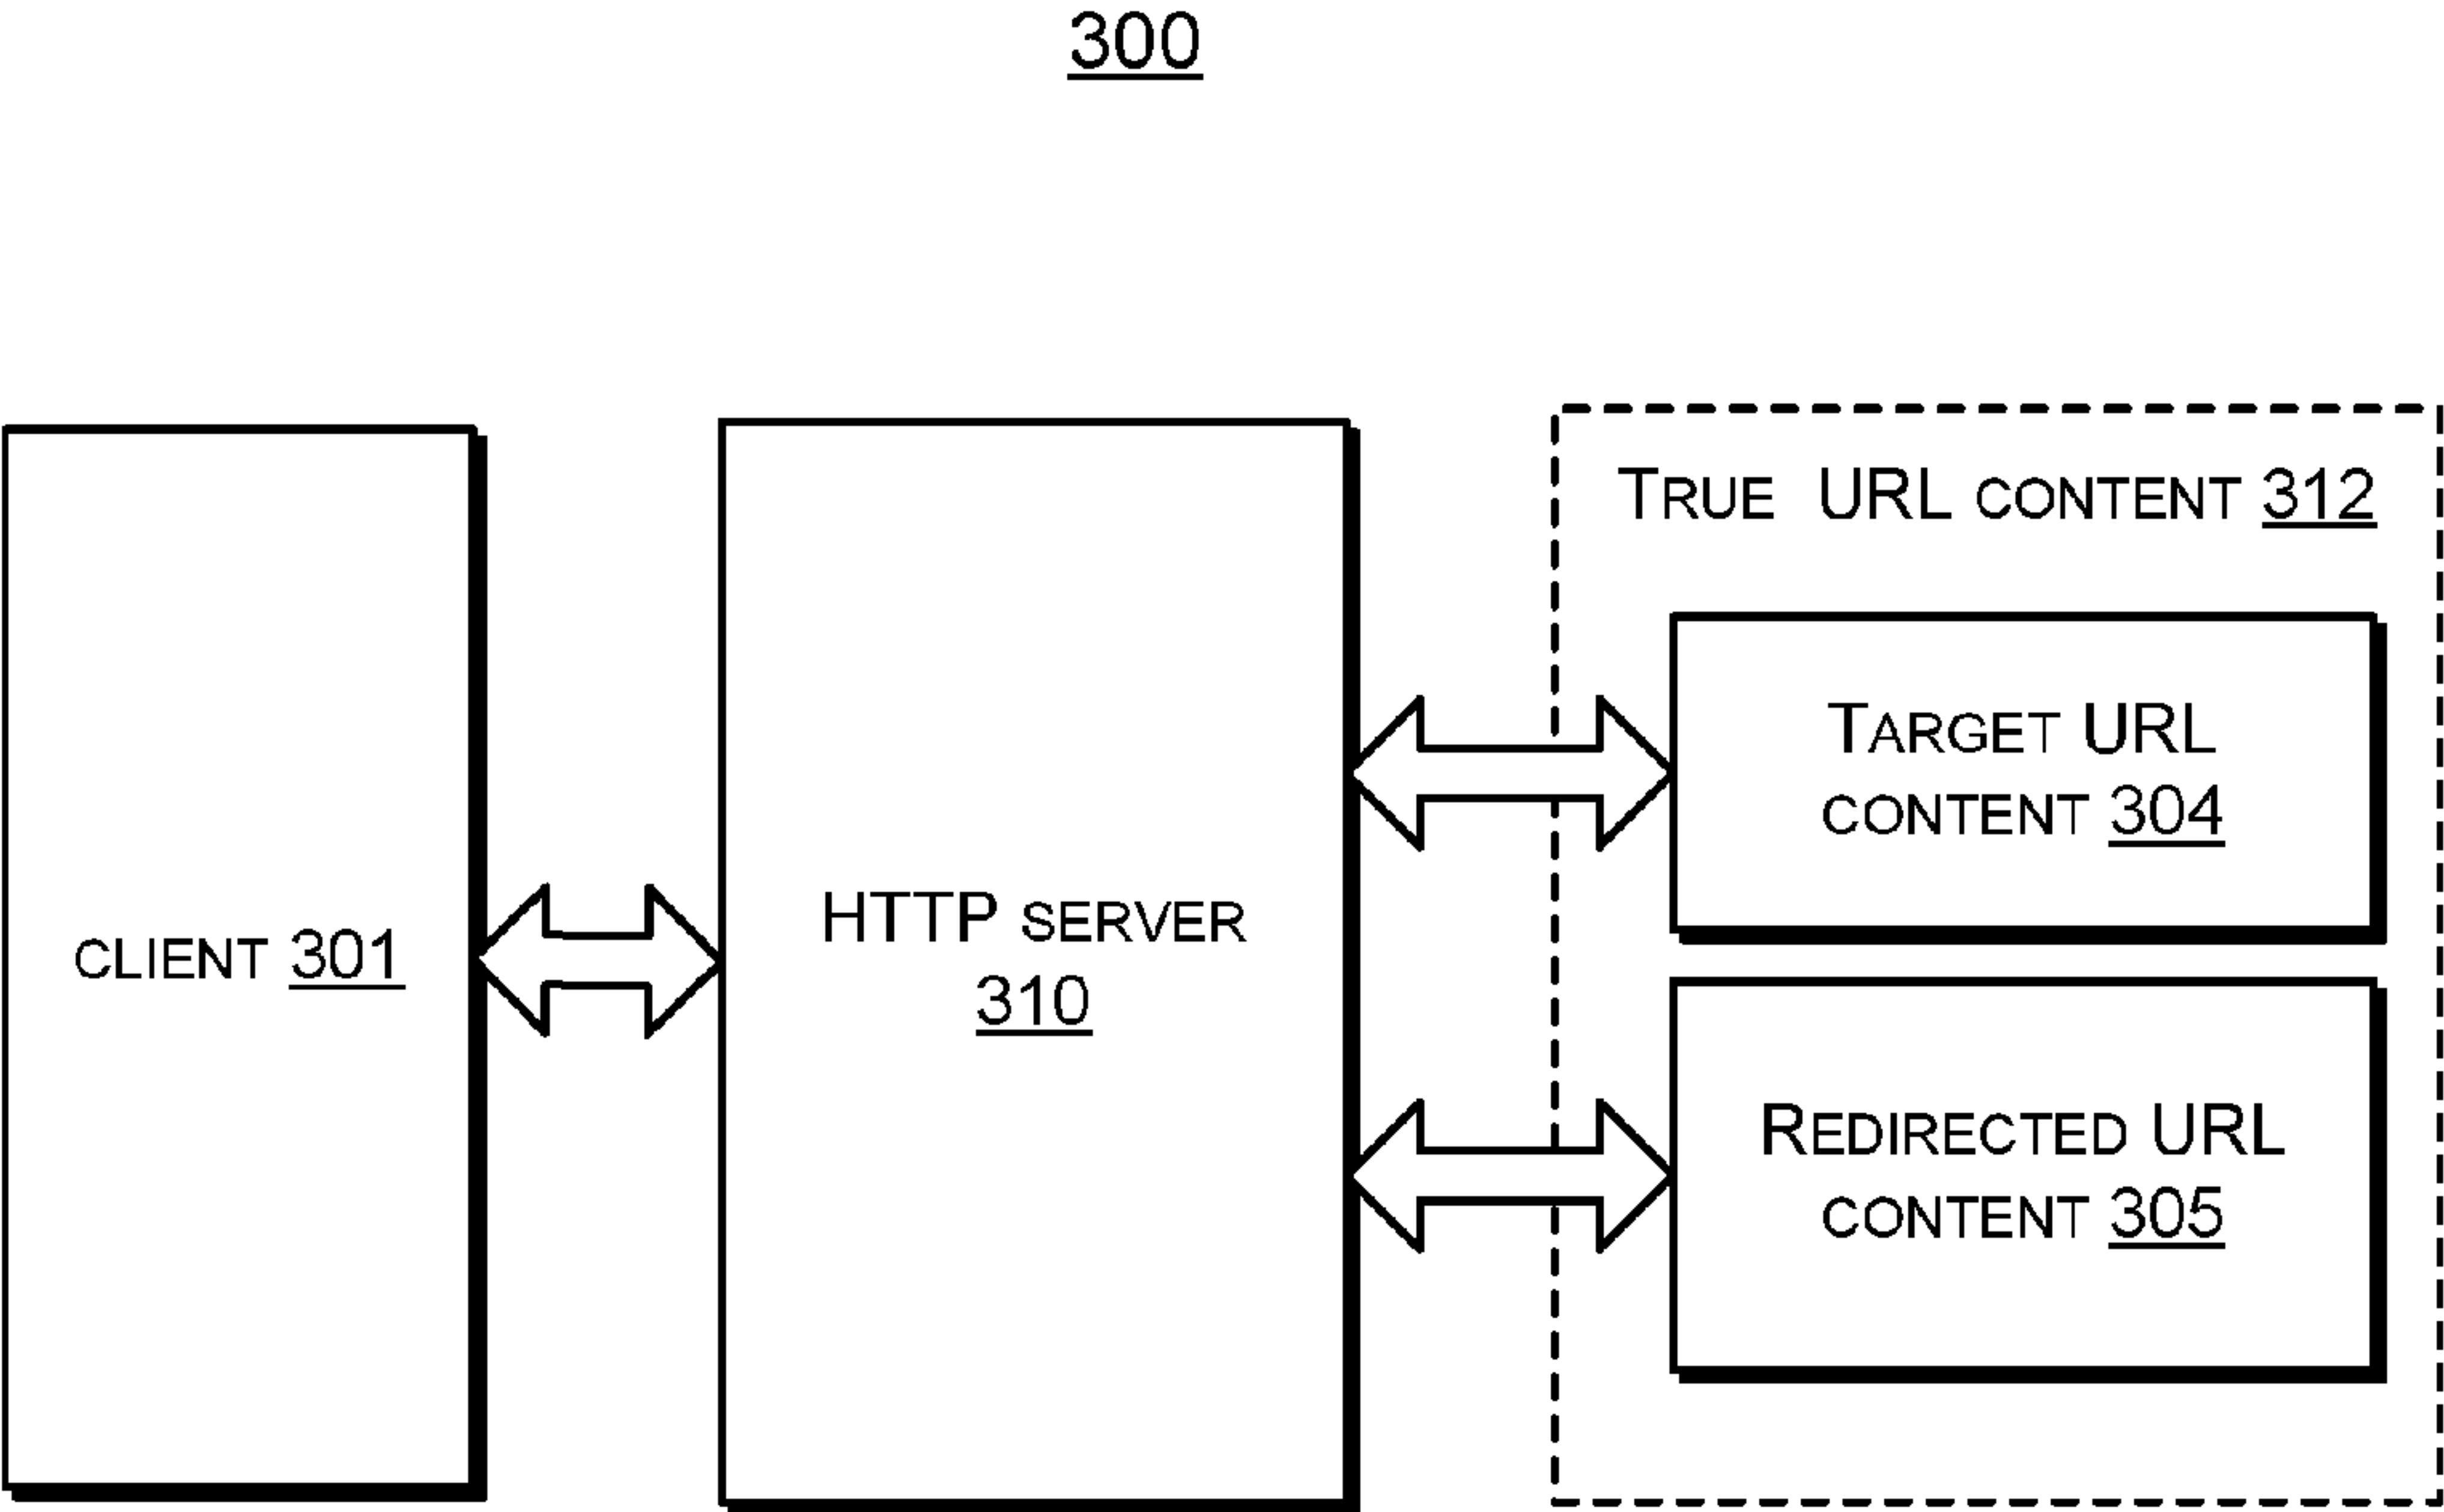 300
TRUE URL CONTENT 312
TARGET URL
CONTENT 304
CLIENT 301
HTTP SERVER
310
REDIRECTED URL
CONTENT 305